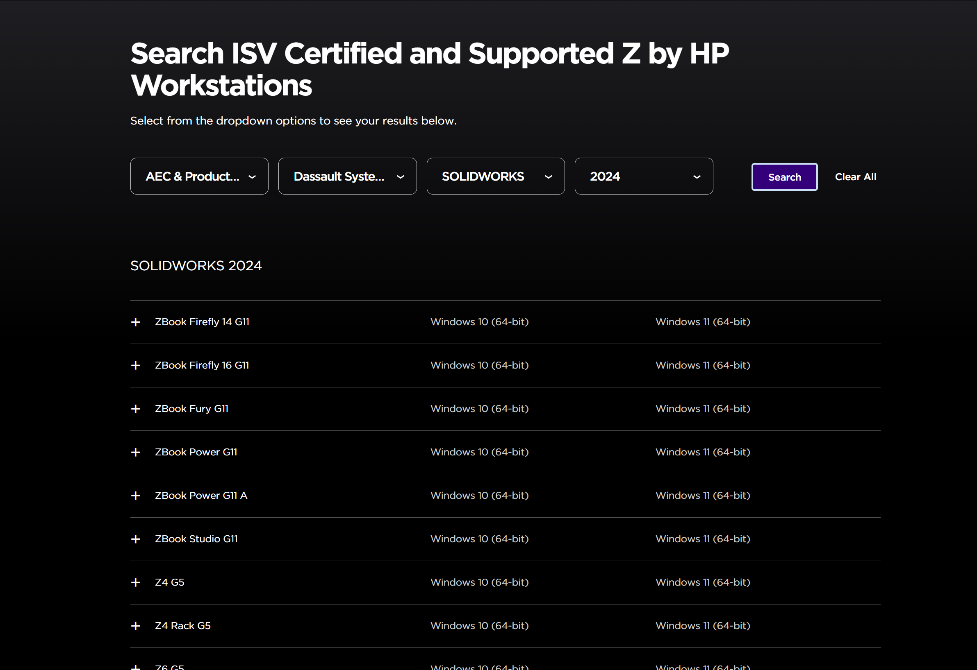 Search ISV Certified and Supported Z by HP
Workstations
Select from the dropdown options to see your results below.
AEC & Product... Dassault Syste... SOLIDWORKS 2024 Search Clear All
SOLIDWORKS 2024
+ ZBook Firefly 14 G11 Windows 10 (64-bit) Windows 11 (64-bit)
+ ZBook Firefly 16 G11 Windows 10 (64-bit) Windows 11 (64-bit)
+ ZBook Fury G11 Windows 10 (64-bit) Windows 11 (64-bit)
+ ZBook Power G11 Windows 10 (64-bit) Windows 11 (64-bit)
+ ZBook Power G11 A Windows 10 (64-bit) Windows 11 (64-bit)
+ ZBook Studio G11 Windows 10 (64-bit) Windows 11 (64-bit)
+ Z4 G5 Windows 10 (64-bit) Windows 11 (64-bit)
+ Z4 Rack G5 Windows 10 (64-bit) Windows 11 (64-bit)
+ Z6 G5 Windows 10 (64-bit) Windows 11 (64-bit)